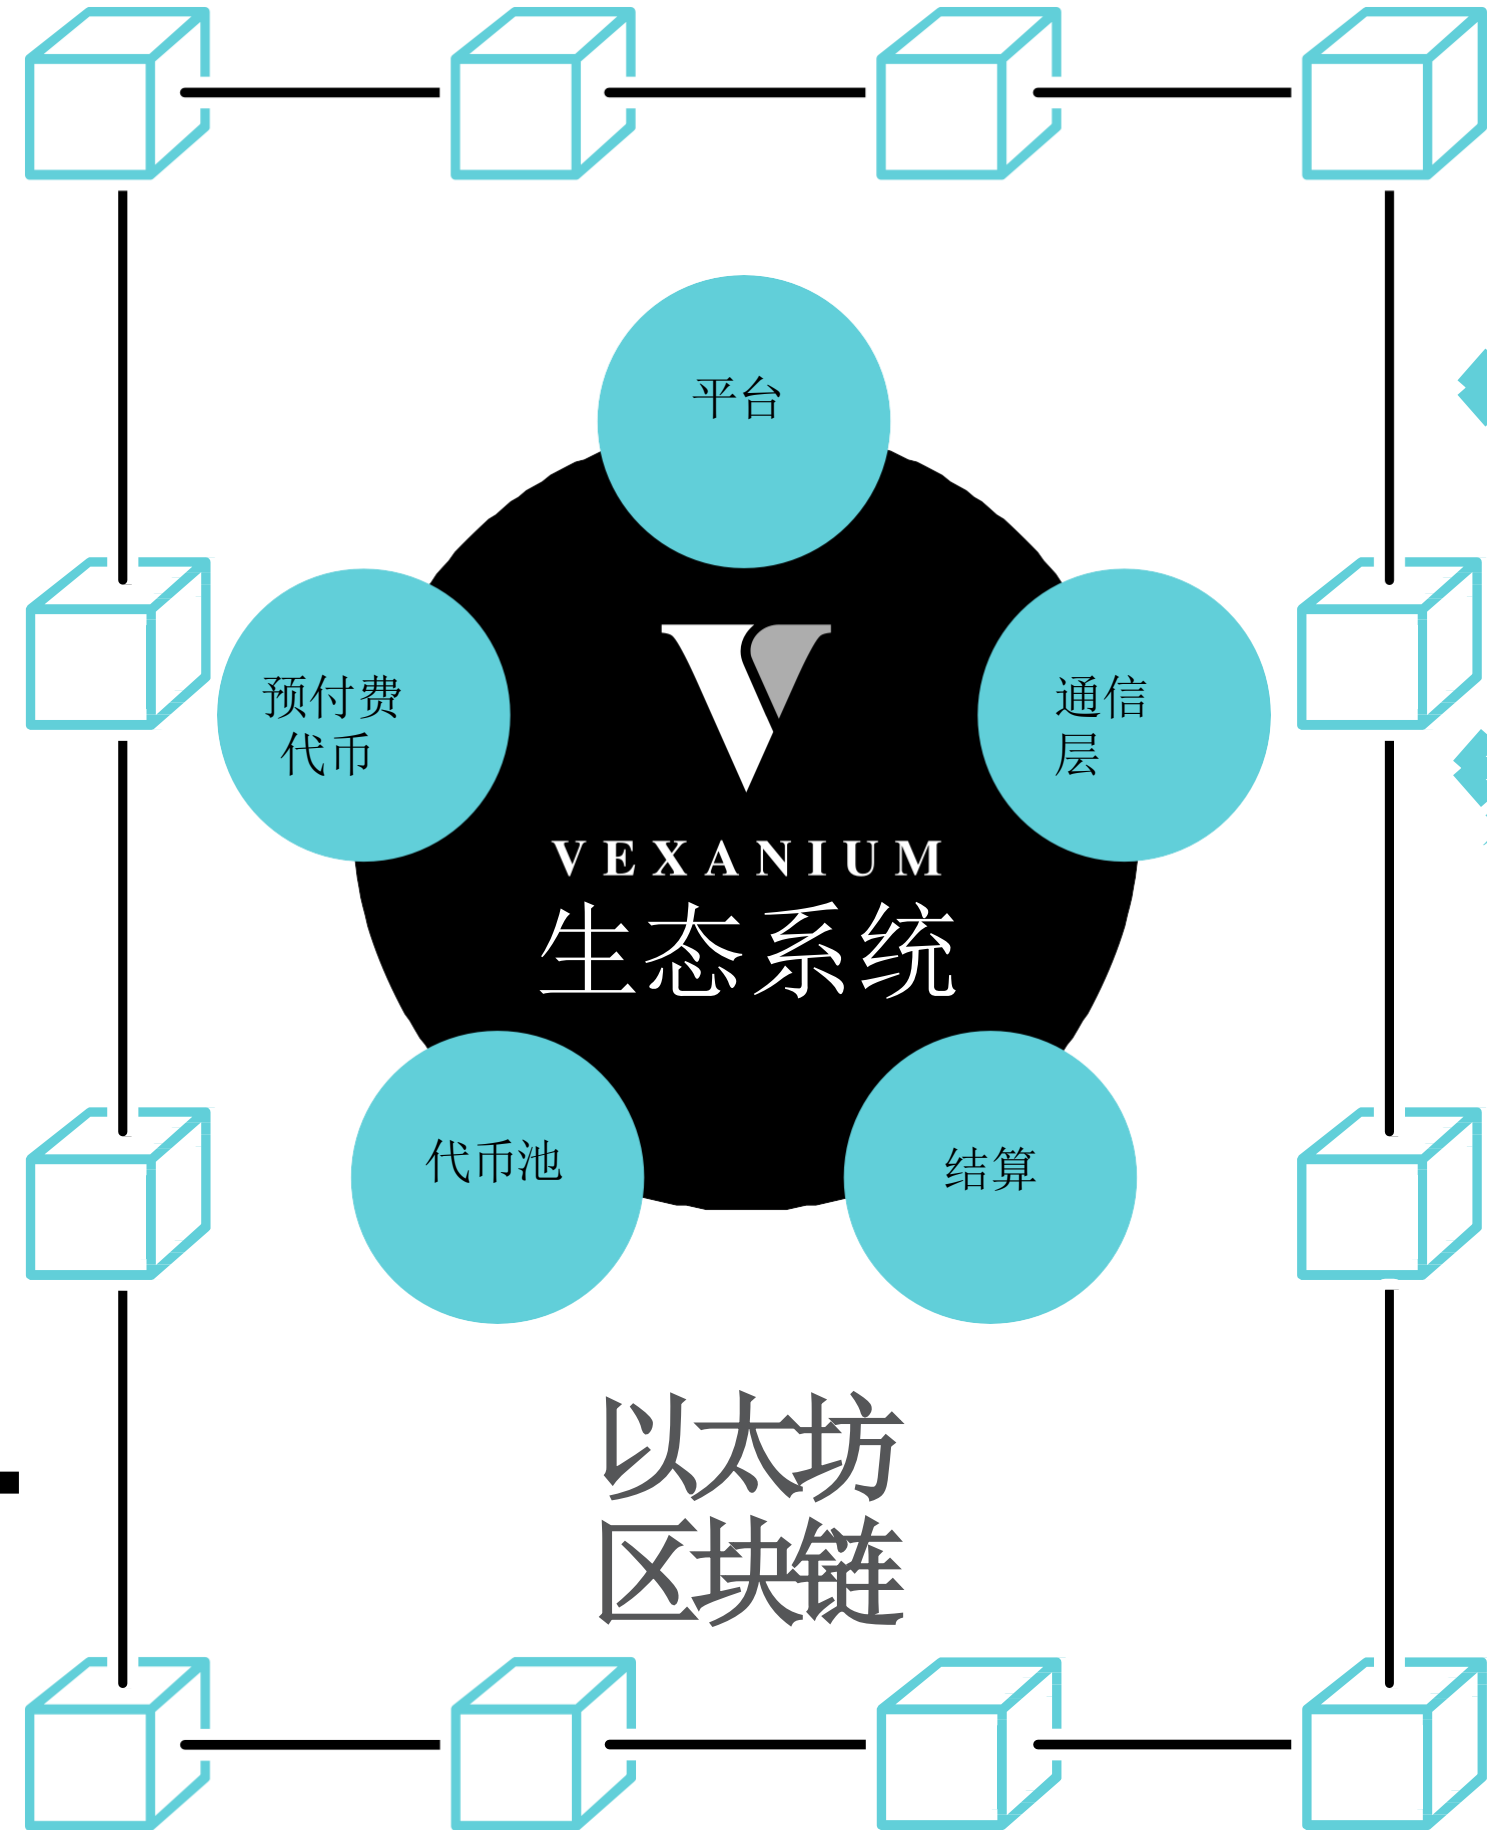 平台
预付费
代币
通信
层
VEXANIUM
生态系统
代币池
结算
以太坊
区块链